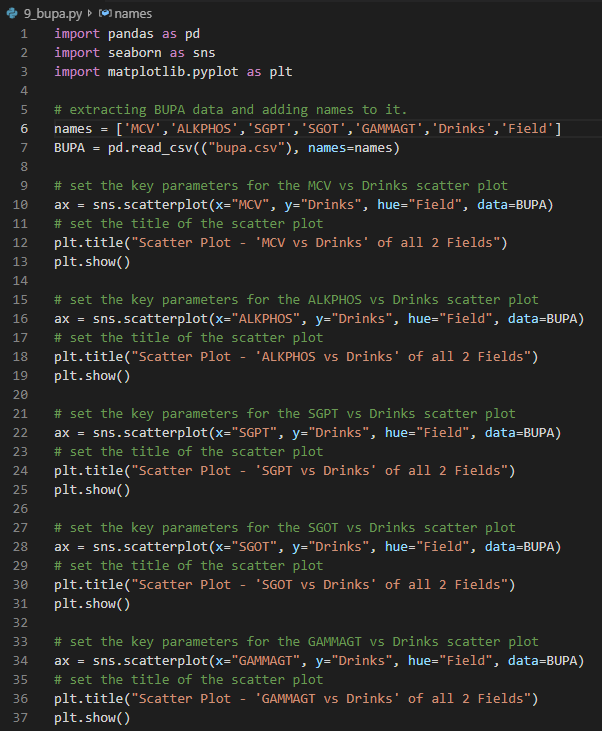 9_bupa.py > names
1 import pandas as pd
2 import seaborn as sns
3 import matplotlib.pyplot as plt
4
5 # extracting BUPA data and adding names to it.
6 names = ['MCV','ALKPHOS','SGPT','SGOT','GAMMAGT','Drinks','Field']
7 BUPA = pd.read_csv(("bupa.csv"), names=names)
8
9 # set the key parameters for the MCV vs Drinks scatter plot
10 ax = sns.scatterplot(x="MCV", y="Drinks", hue="Field", data=BUPA)
11 # set the title of the scatter plot
12 plt.title("Scatter Plot - 'MCV vs Drinks' of all 2 Fields")
13 plt.show()
14
15 # set the key parameters for the ALKPHOS vs Drinks scatter plot
16 ax = sns.scatterplot(x="ALKPHOS", y="Drinks", hue="Field", data=BUPA)
17 # set the title of the scatter plot
18 plt.title("Scatter Plot - 'ALKPHOS vs Drinks' of all 2 Fields")
19 plt.show()
20
21 # set the key parameters for the SGPT vs Drinks scatter plot
22 ax = sns.scatterplot(x="SGPT", y="Drinks", hue="Field", data=BUPA)
23 # set the title of the scatter plot
24 plt.title("Scatter Plot - 'SGPT vs Drinks' of all 2 Fields")
25 plt.show()
26
27 # set the key parameters for the SGOT vs Drinks scatter plot
28 ax = sns.scatterplot(x="SGOT", y="Drinks", hue="Field", data=BUPA)
29 # set the title of the scatter plot
30 plt.title("Scatter Plot - 'SGOT vs Drinks' of all 2 Fields")
31 plt.show()
32
33 # set the key parameters for the GAMMAGT vs Drinks scatter plot
34 ax = sns.scatterplot(x="GAMMAGT", y="Drinks", hue="Field", data=BUPA)
35 # set the title of the scatter plot
36 plt.title("Scatter Plot - 'GAMMAGT vs Drinks' of all 2 Fields")
37 plt.show()